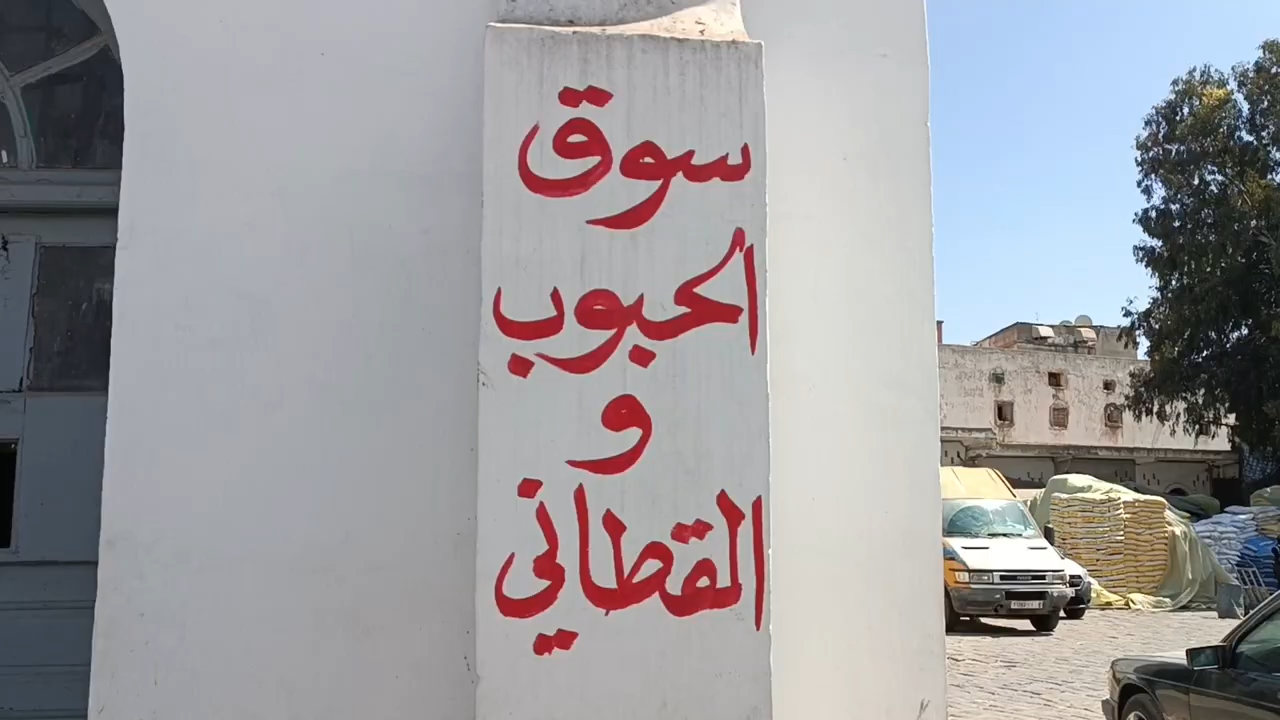 سوق
الحبوب
و
القطاني